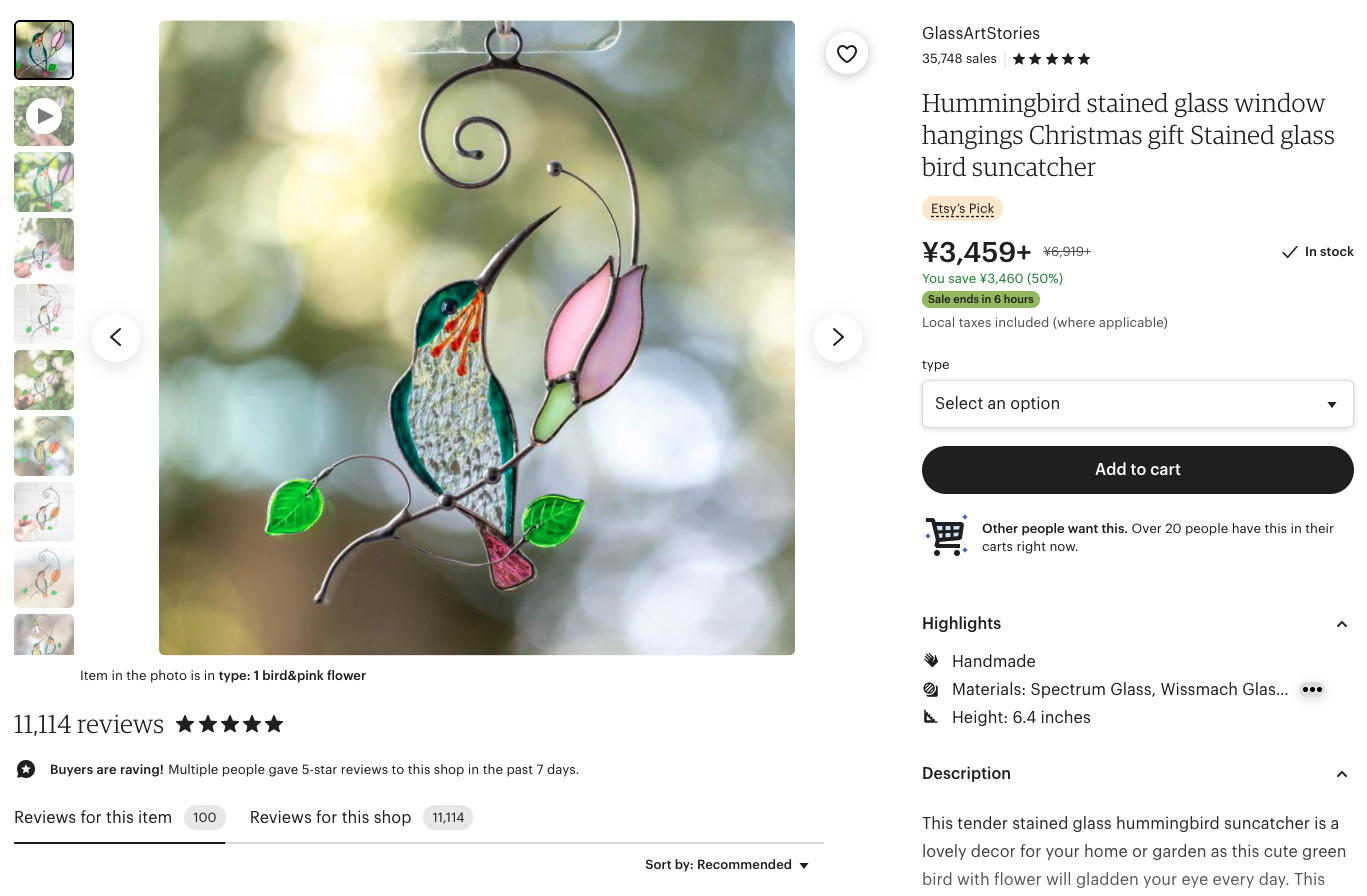 GlassArtStories
35,748 sales
Hummingbird stained glass window
hangings Christmas gift Stained glass
bird suncatcher
Etsy's Pick
¥3,459+ ¥6,919+
In stock
You save ¥3,460 (50%)
Sale ends in 6 hours
Local taxes included (where applicable)
type
Select an option
Add to cart
Other people want this. Over 20 people have this in their
carts right now.
Highlights
Handmade
Materials: Spectrum Glass, Wissmach Glas...
Height: 6.4 inches
Description
This tender stained glass hummingbird suncatcher is a
lovely decor for your home or garden as this cute green
bird with flower will gladden your eye every day. This
Item in the photo is in type: 1 bird&pink flower
11,114 reviews
Buyers are raving! Multiple people gave 5-star reviews to this shop in the past 7 days.
Reviews for this item 100
Reviews for this shop 11,114
Sort by: Recommended